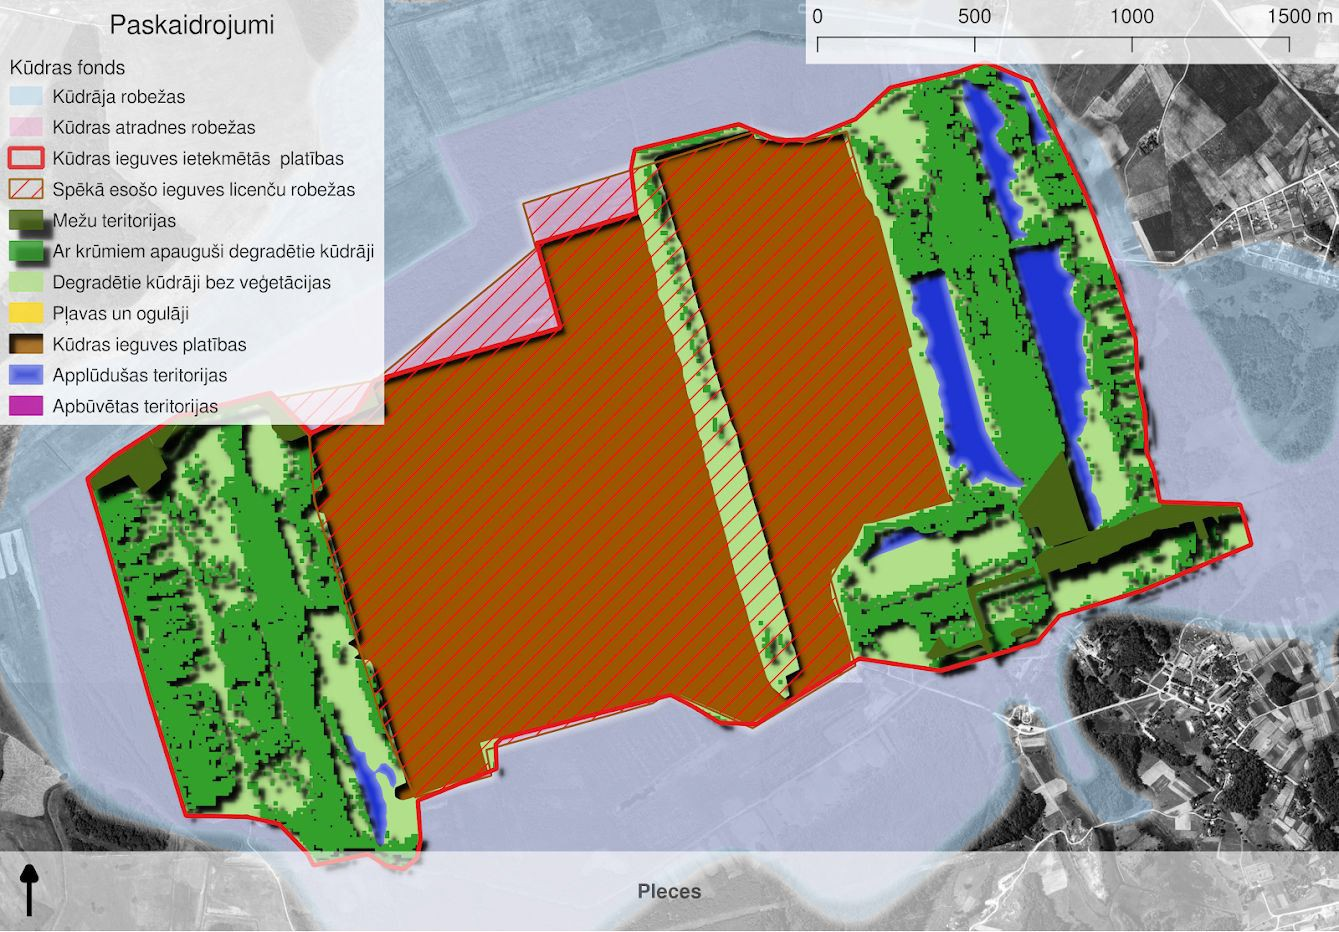 Paskaidrojumi
Kūdras fonds
Kūdrāja robežas
Kūdras atradnes robežas
Kūdras ieguves ietekmētās platības
Spēkā esošo ieguves licenču robežas
Mežu teritorijas
Ar krūmiem apauguši degradētie kūdrāji
Degradētie kūdrāji bez veģetācijas
Pļavas un ogulāji
Kūdras ieguves platības
Applūdušas teritorijas
Apbūvētas teritorijas
0 500 1000 1500 m
Pleces